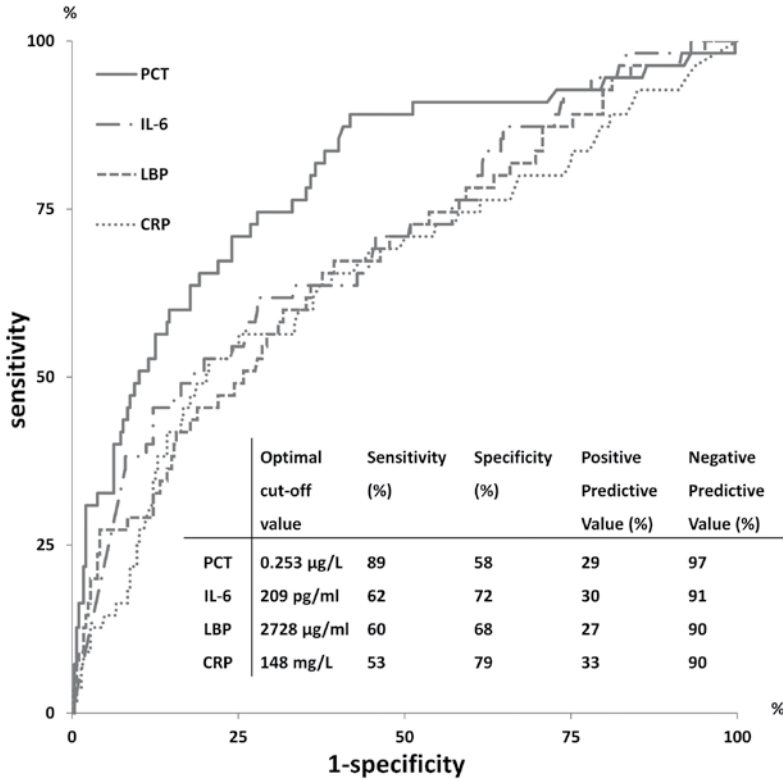 %
100
75
50
25
0
sensitivity
PCT
IL-6
LBP
CRP
Optimal cut-off value Sensitivity (%) Specificity (%) Positive Predictive Value (%) Negative Predictive Value (%)
PCT 0.253 µg/L 89 58 29 97
IL-6 209 pg/ml 62 72 30 91
LBP 2728 µg/ml 60 68 27 90
CRP 148 mg/L 53 79 33 90
0 25 50 75 100
%
1-specificity